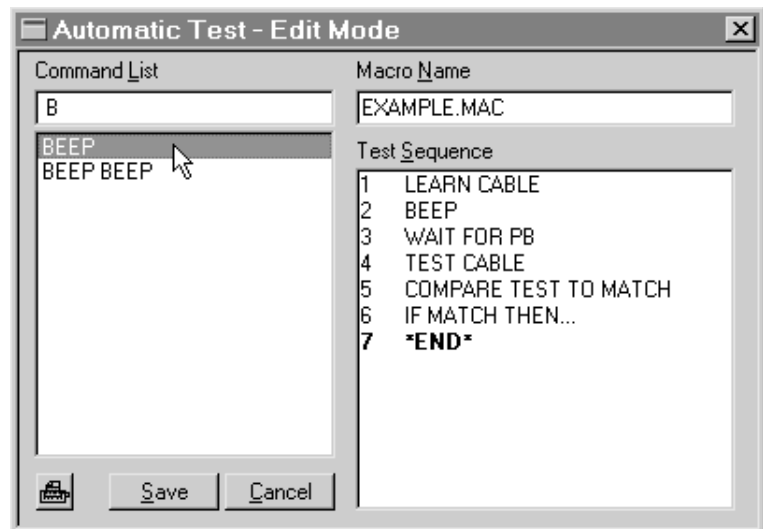 Automatic Test - Edit Mode
Command List
B
BEEP
BEEP BEEP
Macro Name
EXAMPLE.MAC
Test Sequence
1 LEARN CABLE
2 BEEP
3 WAIT FOR PB
4 TEST CABLE
5 COMPARE TEST TO MATCH
6 IF MATCH THEN...
7 *END*
Save
Cancel